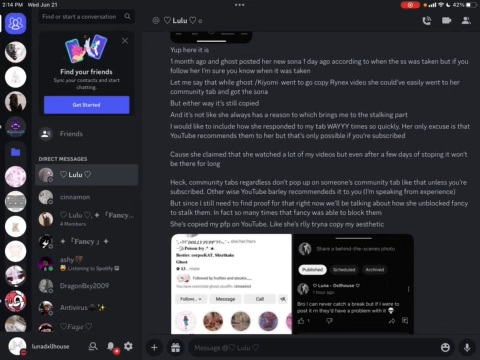 2:14 PM Wed Jun 21
42%
Find or start a conversation
@ ♡ Lulu ♡
Find your friends
Sync your contacts and start
chatting.
Get Started
Friends
DIRECT MESSAGES
♡ Lulu ♡
cinnamon
4 Members
Listening to Spotify
DragonBoy2009
Antivirus
lunadxllhouse
Yup here it is
1 month ago and ghost posted her new sona 1 day ago according to when the ss was taken but if you
follow her I'm sure you know when it was taken
Let me say that while ghost /Kiyomi went to go copy Rynex video she could've easily went to her
community tab and got the sona
But either way it's still copied
And it's not like she always has a reason to which brings me to the stalking part
I would like to include how she responded to my tab WAYYY times so quickly. Her only excuse is that
YouTube recommends them to her but that's only possible if you're subscribed
Cause she claimed that she watched a lot of my videos but even after a few days of stoping it won't
be there for long
Heck, community tabs regardless don't pop up on someone's community tab like that unless you're
subscribed. Other wise YouTube barley recommendeds it to you (I'm speaking from experience)
But since I still need to find proof for that right now we'll be talking about how she unblocked fancy
to stalk them. In fact so many times that fancy was able to block them
She's copied my pfp on YouTube. Like she's rlly tryna copy my aesthetic
Ghost
Message
Call
Share a behind-the-scenes photo
Published
Scheduled
Archived
Luna - Dollhouse
1 hour ago
Bro I can never catch a break but if I were to
post it rn they'd have a problem with it
1
Message @♡ Lulu ♡